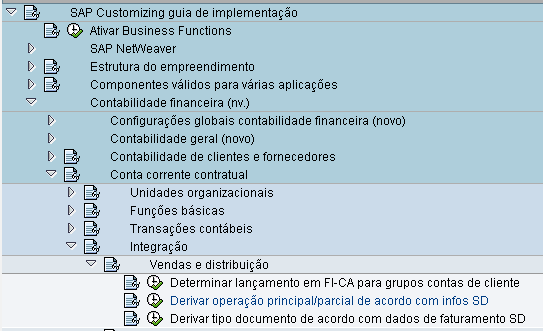 SAP Customizing guia de implementação
Ativar Business Functions
SAP NetWeaver
Estrutura do empreendimento
Componentes válidos para várias aplicações
Contabilidade financeira (nv.)
Configurações globais contabilidade financeira (novo)
Contabilidade geral (novo)
Contabilidade de clientes e fornecedores
Conta corrente contratual
Unidades organizacionais
Funções básicas
Transações contábeis
Integração
Vendas e distribuição
Determinar lançamento em FI-CA para grupos contas de cliente
Derivar operação principal/parcial de acordo com infos SD
Derivar tipo documento de acordo com dados de faturamento SD